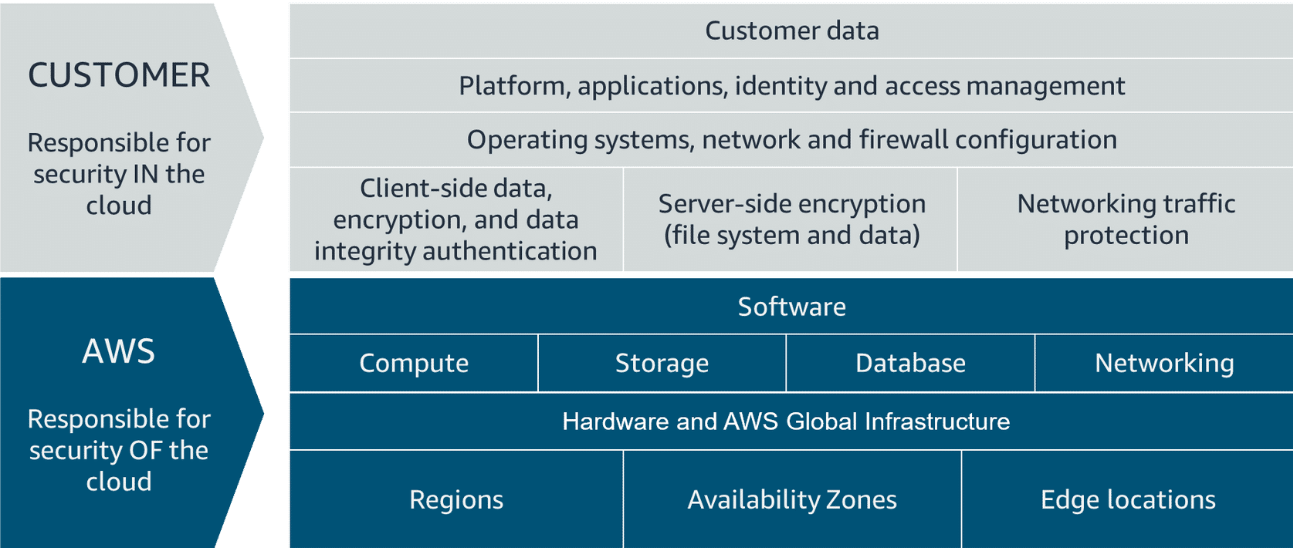 CUSTOMER
Responsible for
security IN the
cloud
Customer data
Platform, applications, identity and access management
Operating systems, network and firewall configuration
Client-side data,
encryption, and data
integrity authentication
Server-side encryption
(file system and data)
Networking traffic
protection
AWS
Responsible for
security OF the
cloud
Software
Compute
Storage
Database
Networking
Hardware and AWS Global Infrastructure
Regions
Availability Zones
Edge locations